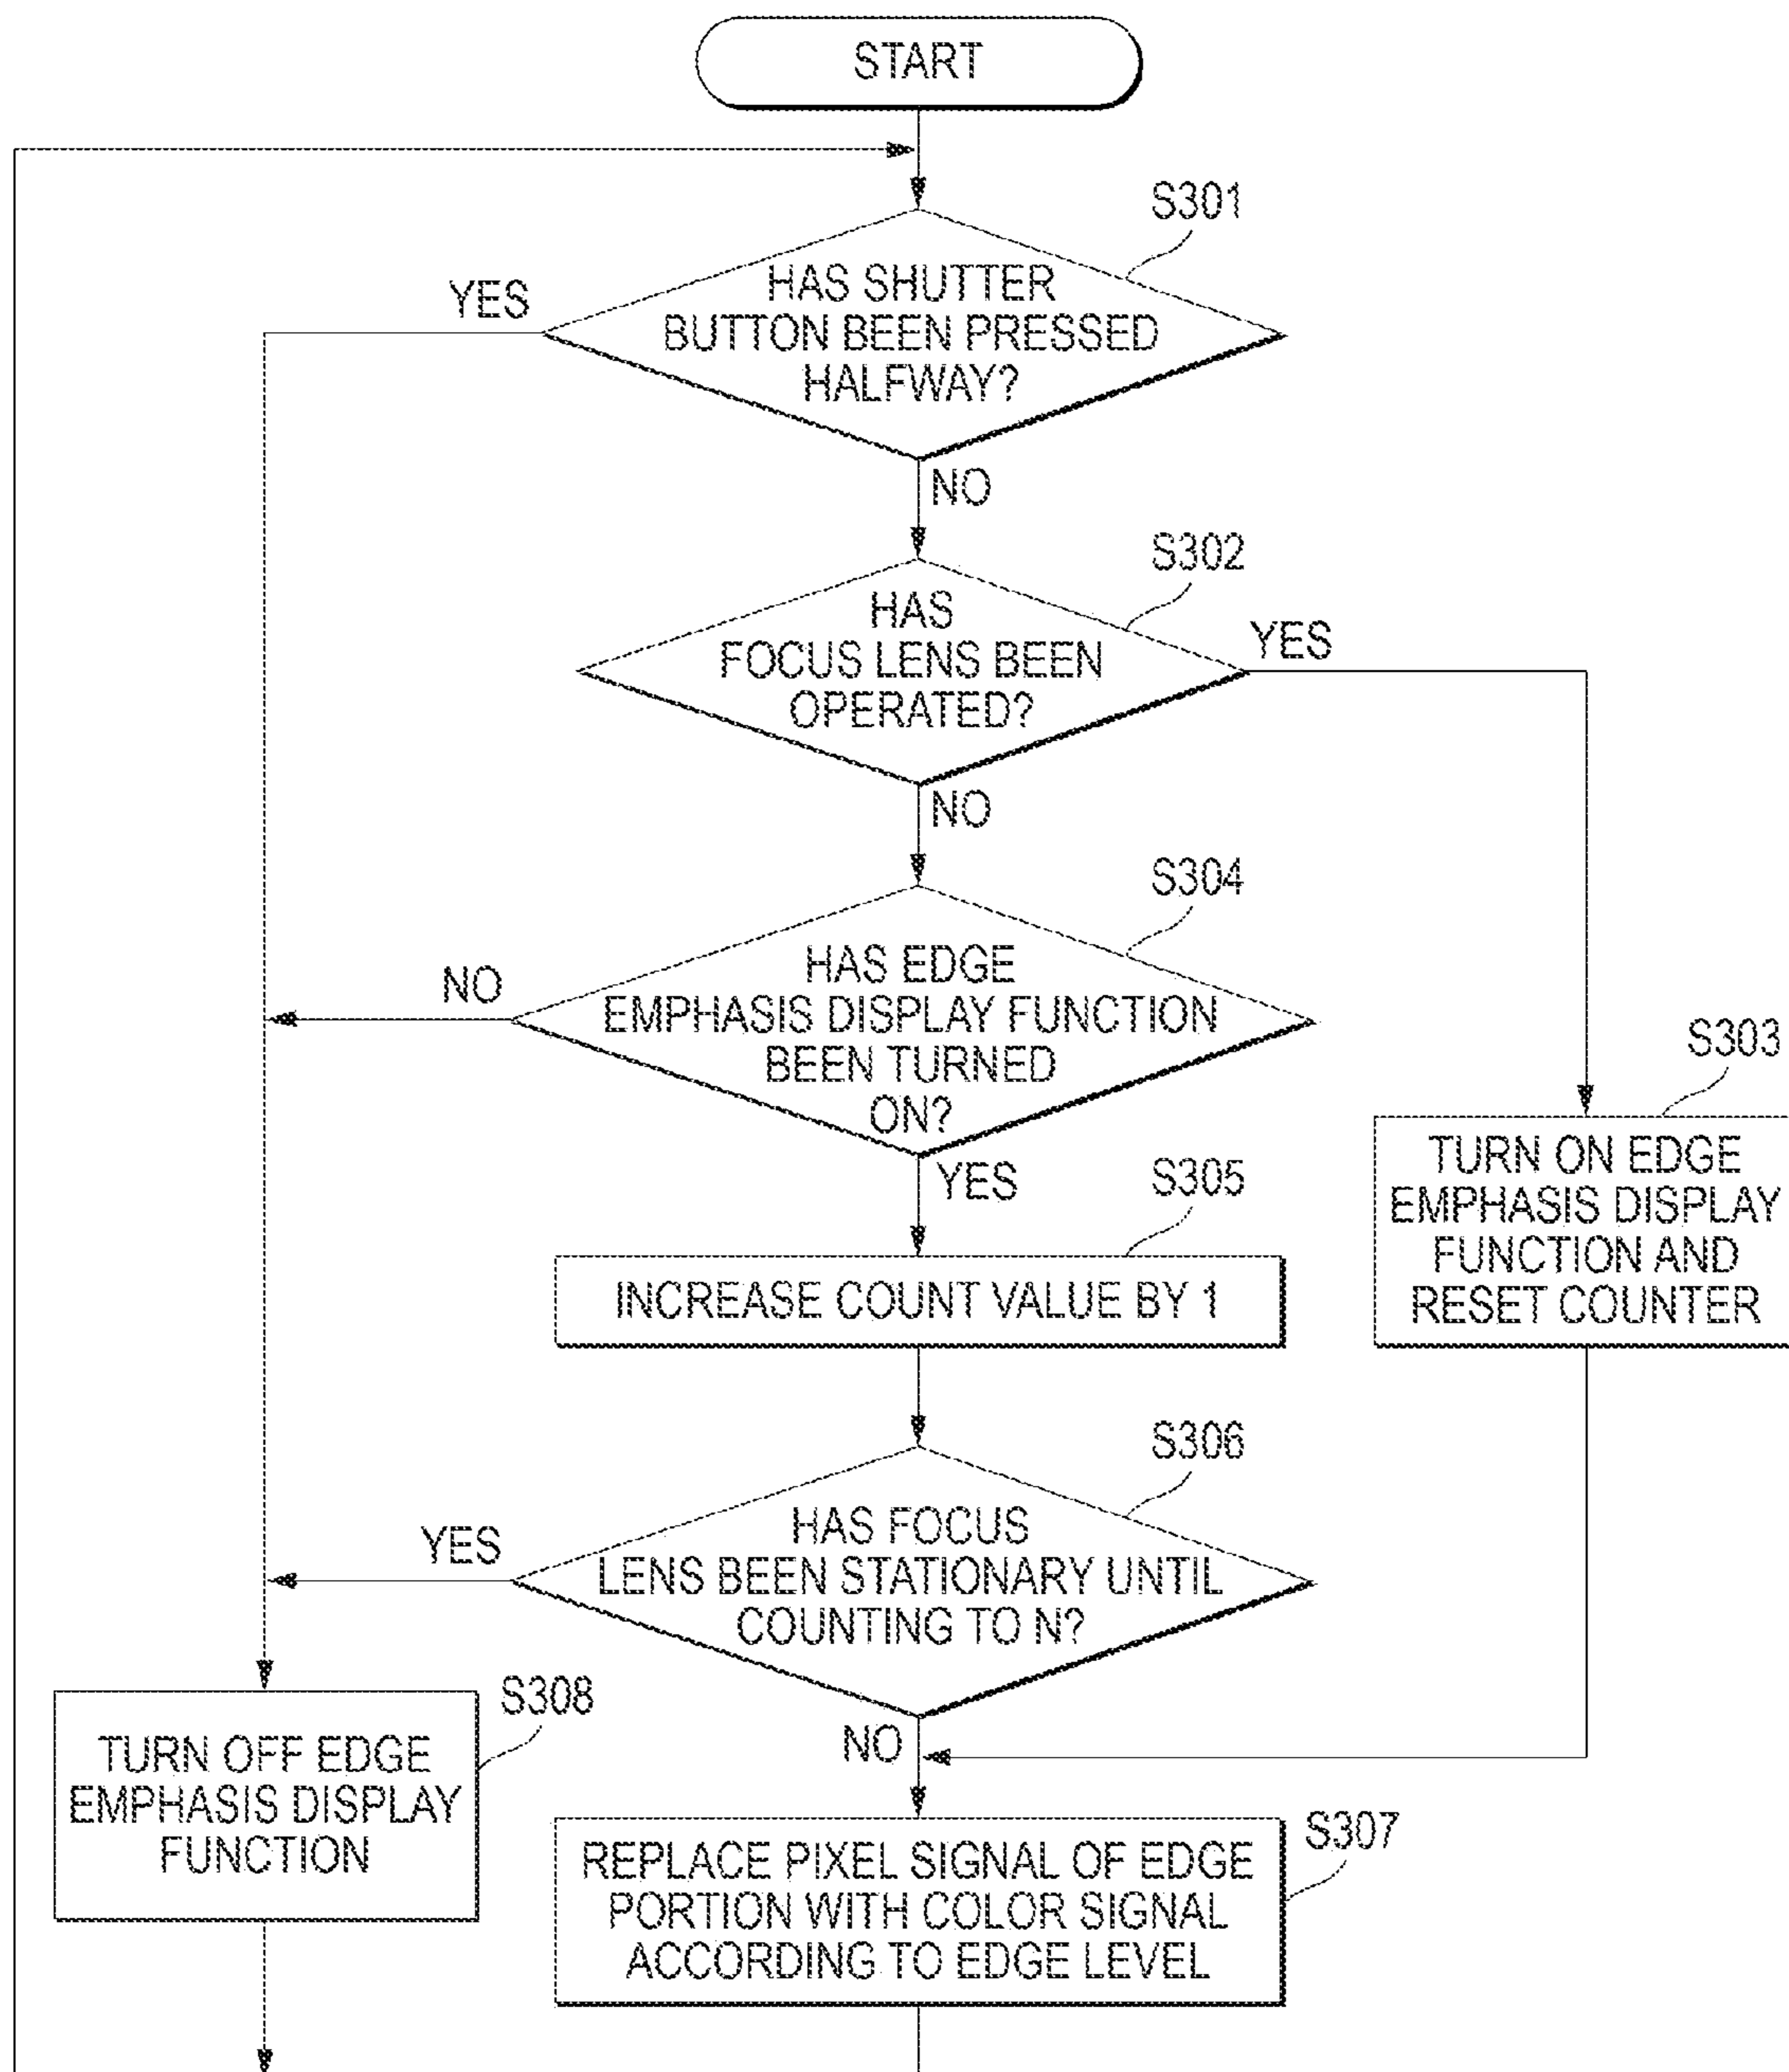 START
S301
HAS SHUTTER
BUTTON BEEN PRESSED
HALFWAY?
YES
NO
S302
HAS
FOCUS LENS BEEN
OPERATED?
YES
NO
S304
HAS EDGE
EMPHASIS DISPLAY FUNCTION
BEEN TURNED
ON?
NO
YES
S303
TURN ON EDGE
EMPHASIS DISPLAY
FUNCTION AND
RESET COUNTER
S305
INCREASE COUNT VALUE BY 1
S306
HAS FOCUS
LENS BEEN STATIONARY UNTIL
COUNTING TO N?
YES
NO
S308
TURN OFF EDGE
EMPHASIS DISPLAY
FUNCTION
S307
REPLACE PIXEL SIGNAL OF EDGE
PORTION WITH COLOR SIGNAL
ACCORDING TO EDGE LEVEL